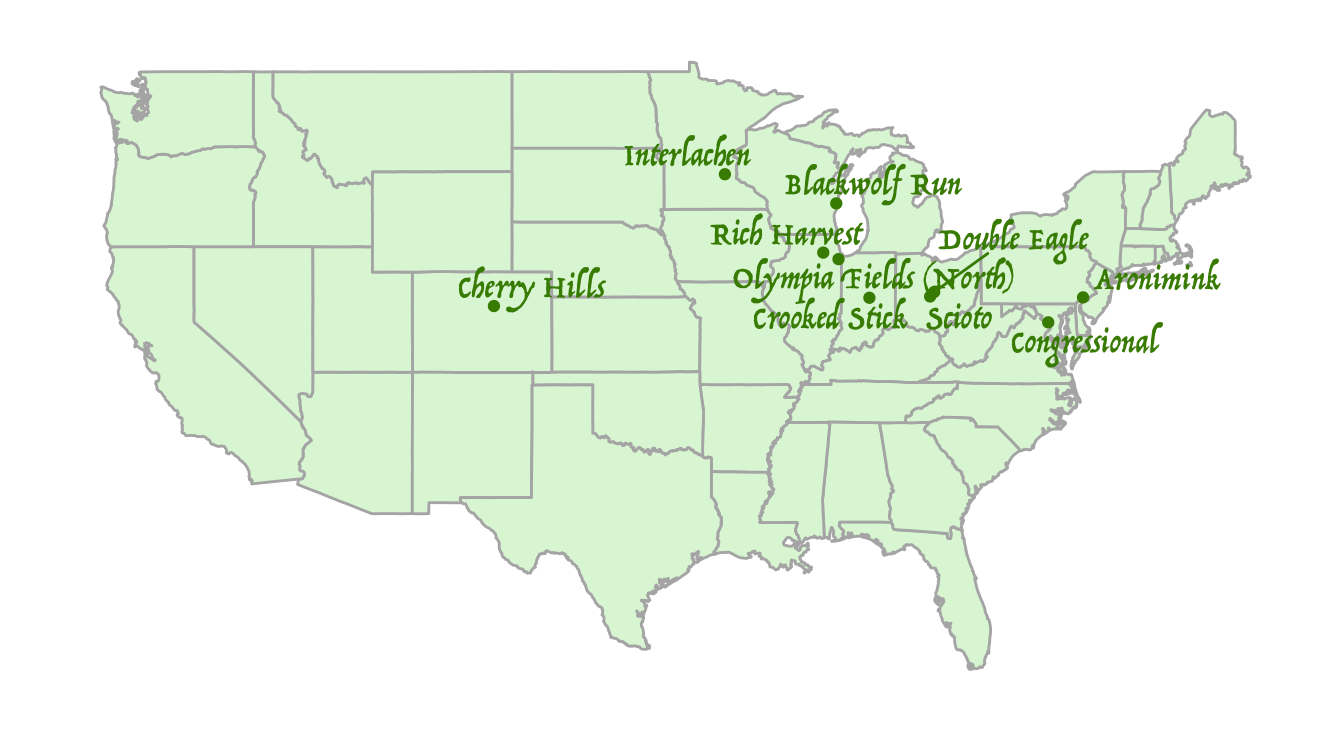 Interlachen
Blackwolf Run
Rich Harvest
Double Eagle
Olympia Fields (North)
Aronimink
Cherry Hills
Crooked Stick
Scioto
Congressional